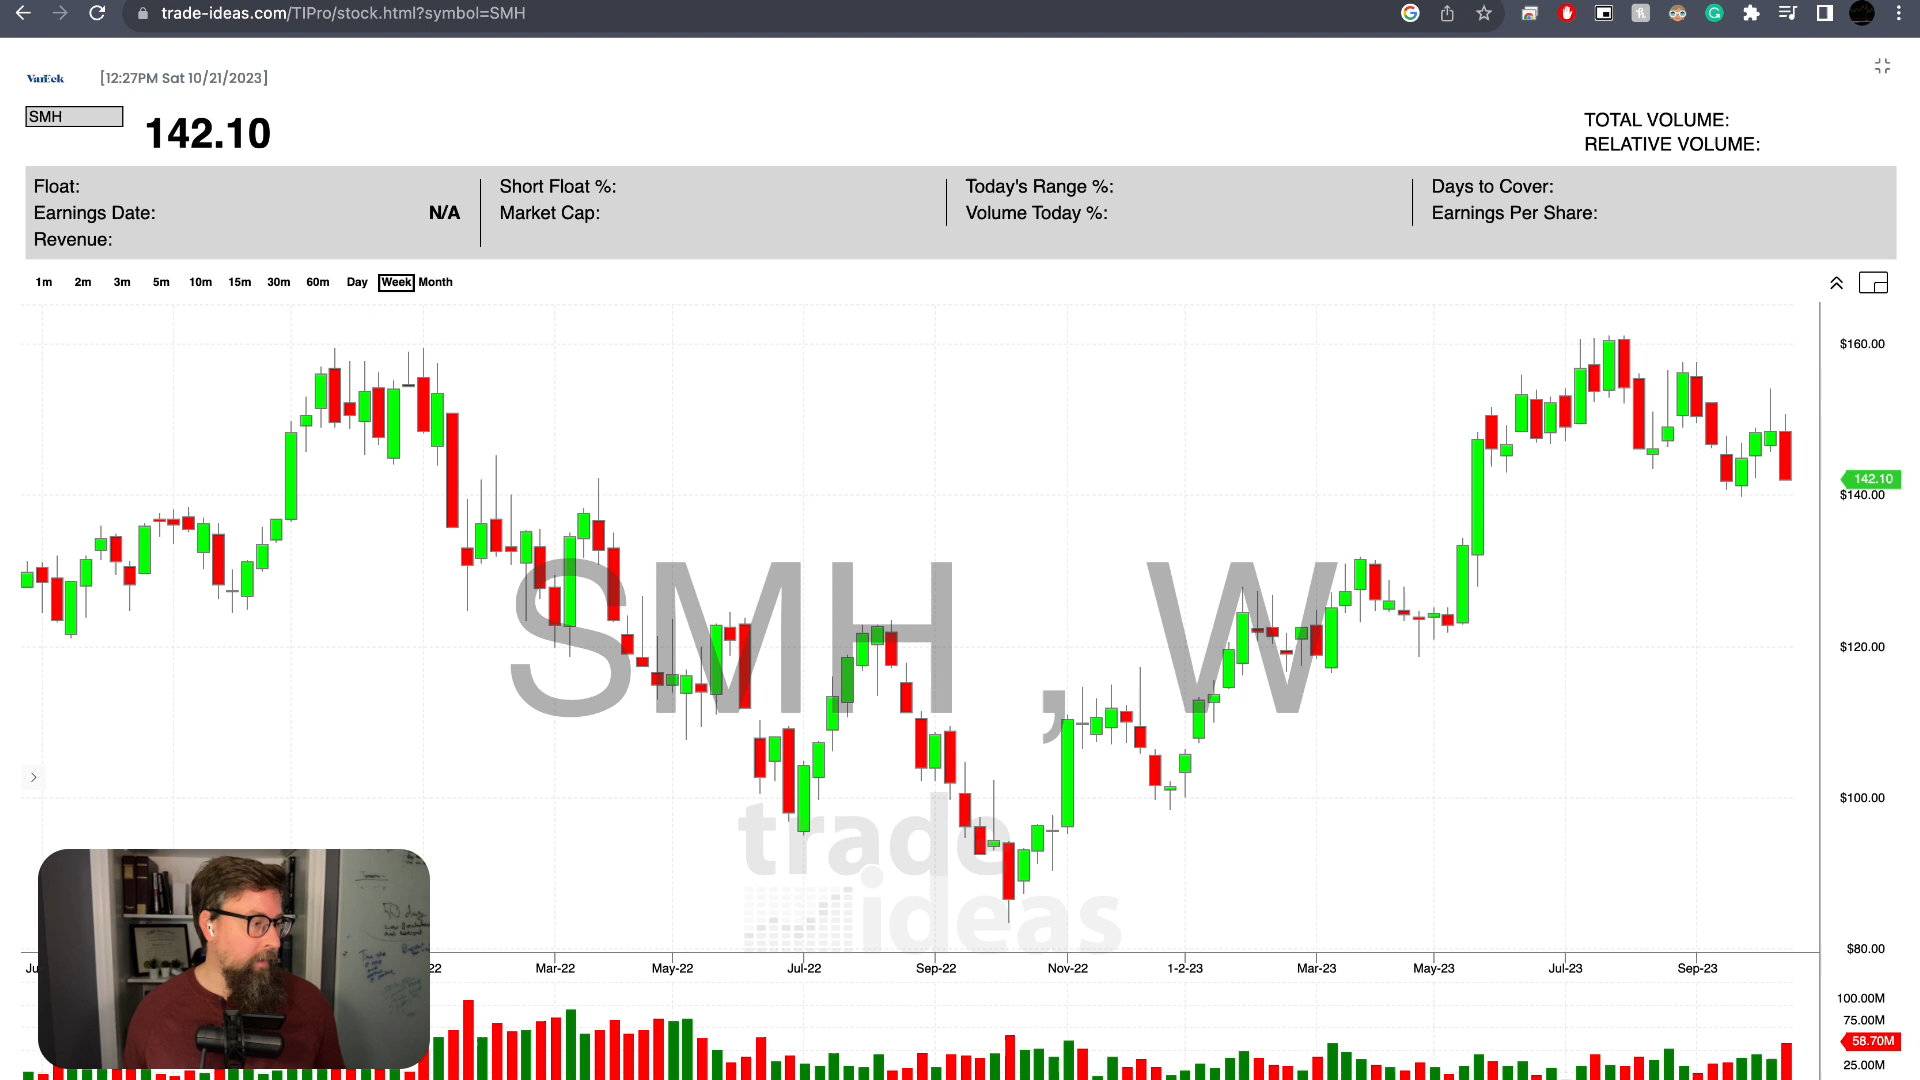 trade-ideas.com/TIPro/stock.html?symbol=SMH
VanEck [12:27PM Sat 10/21/2023]
SMH
142.10
TOTAL VOLUME:
RELATIVE VOLUME:
Float:
Earnings Date: N/A
Revenue:
Short Float %:
Market Cap:
Today's Range %:
Volume Today %:
Days to Cover:
Earnings Per Share:
1m 2m 3m 5m 10m 15m 30m 60m Day Week Month
$160.00
142.10
$140.00
$120.00
$100.00
$80.00
SMH , W
trade
ideas
Ju 22 Mar-22 May-22 Jul-22 Sep-22 Nov-22 1-2-23 Mar-23 May-23 Jul-23 Sep-23
100.00M
75.00M
58.70M
25.00M